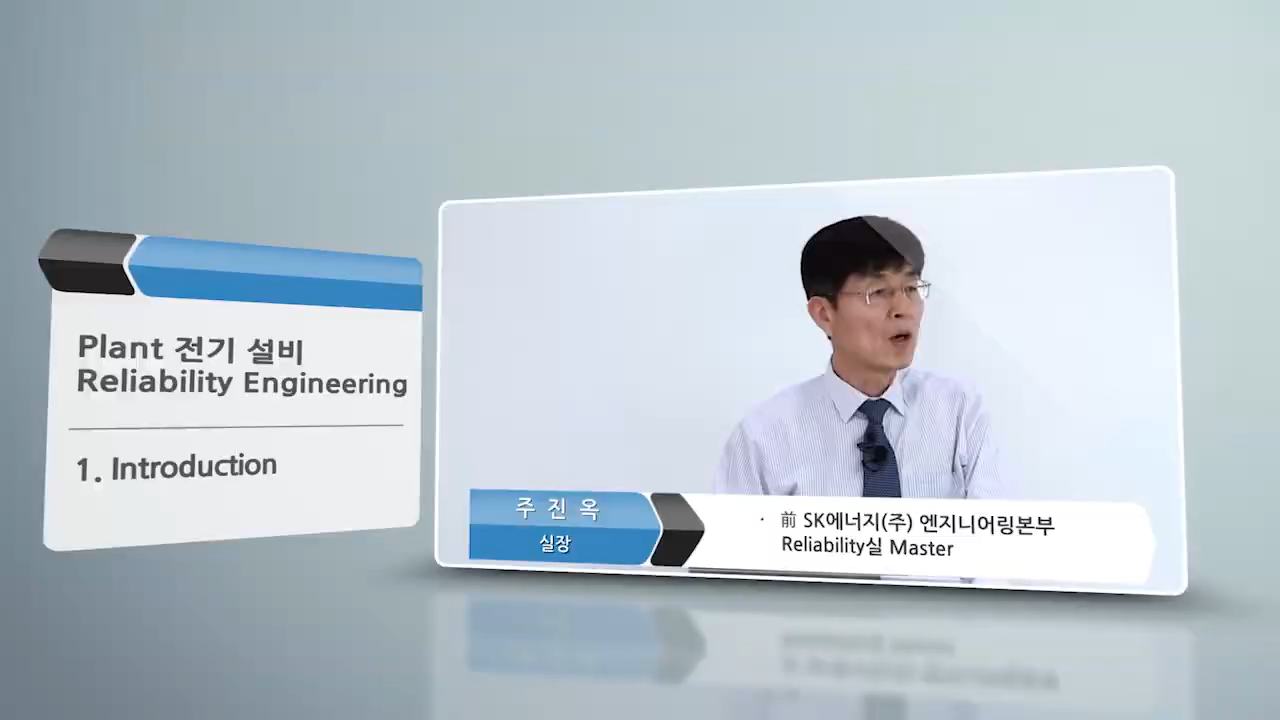 Plant 전기 설비
Reliability Engineering
1. Introduction
주 진 옥
실장
· 前 SK에너지(주) 엔지니어링본부
Reliability실 Master